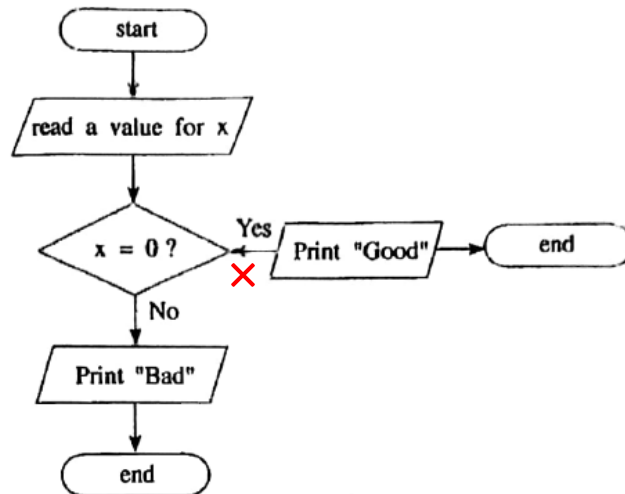 start
read a value for x
x = 0 ?
Yes
Print "Good"
end
No
Print "Bad"
end